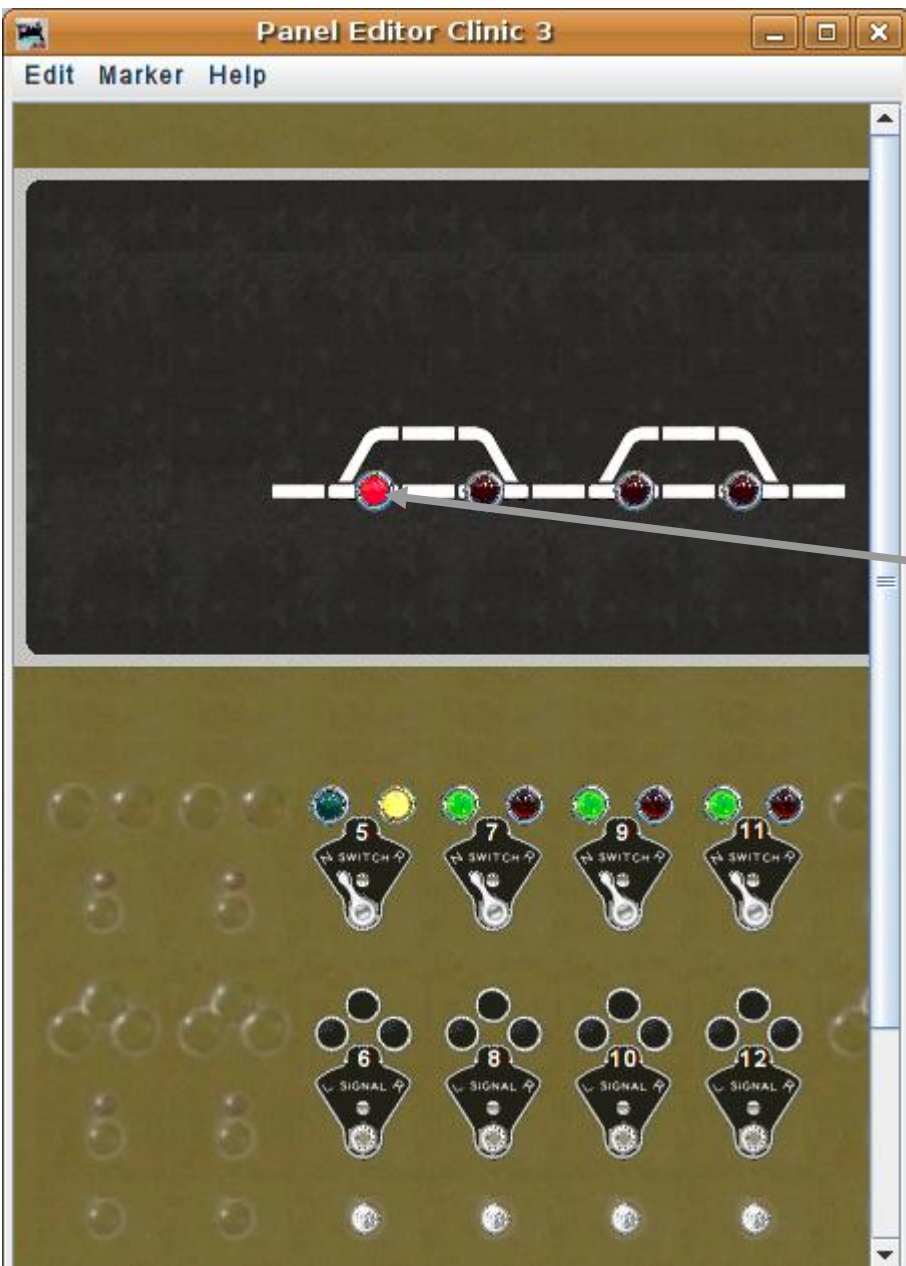 Panel Editor Clinic 3
Edit Marker Help
5 7 9 11
N SWITCH R N SWITCH R N SWITCH R N SWITCH R
6 8 10 12
L SIGNAL R L SIGNAL R L SIGNAL R L SIGNAL R